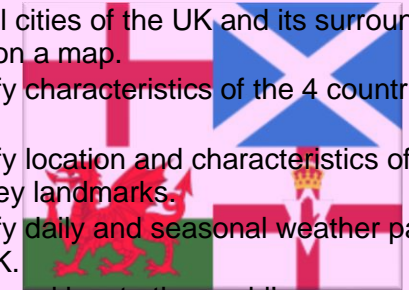 l cities of the UK and its surroun
on a map.
fy characteristics of the 4 countr
fy location and characteristics of
ey landmarks.
fy daily and seasonal weather pa
K.